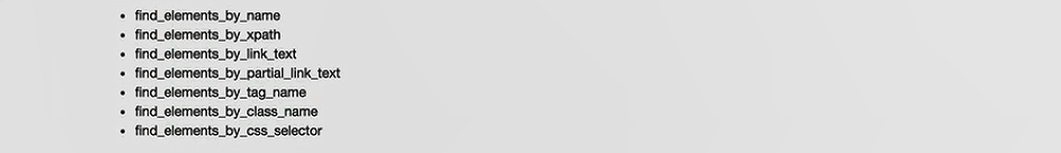 • find_elements_by_name
• find_elements_by_xpath
• find_elements_by_link_text
• find_elements_by_partial_link_text
• find_elements_by_tag_name
• find_elements_by_class_name
• find_elements_by_css_selector